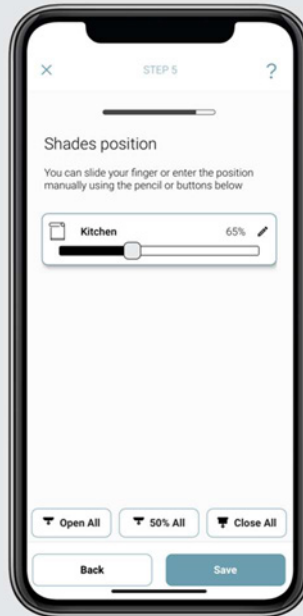 STEP 5
?
Shades position
You can slide your finger or enter the position
manually using the pencil or buttons below
Kitchen 65%
Open All 50% All Close All
Back Save